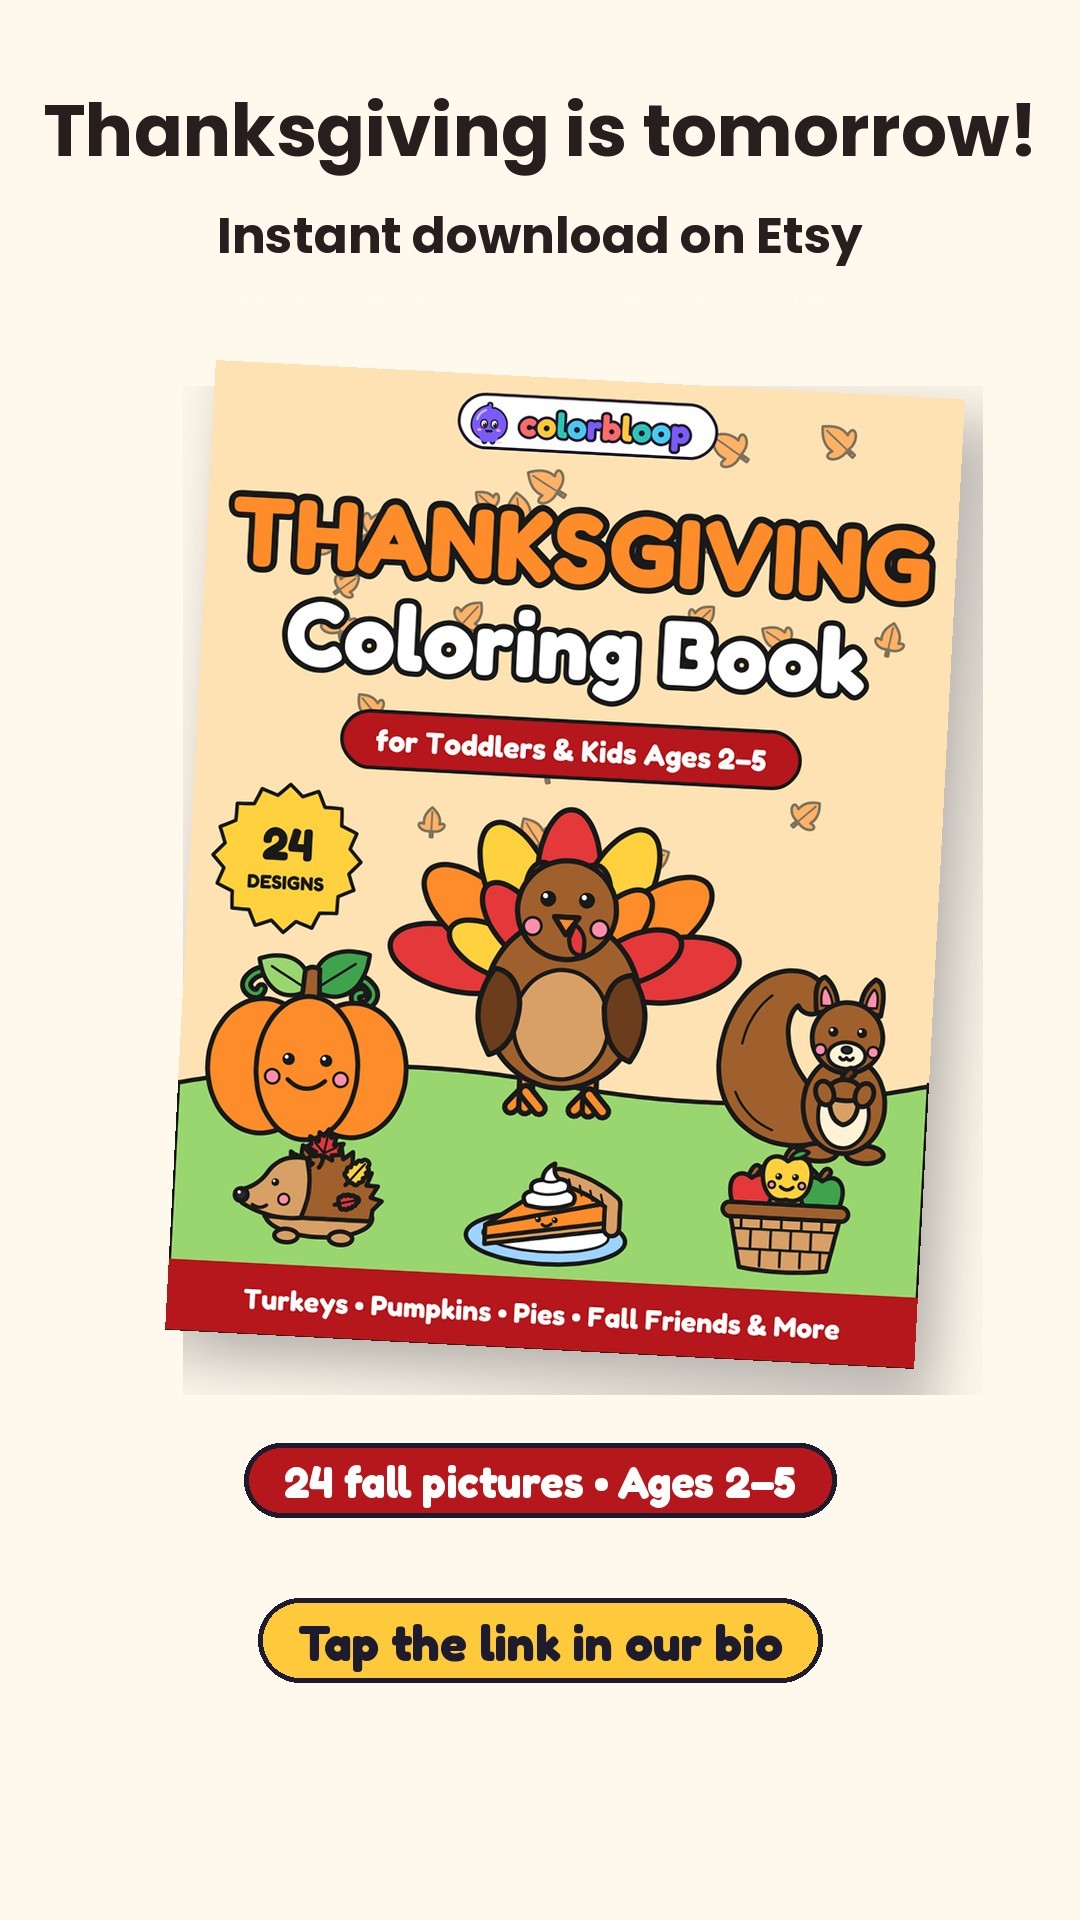 Thanksgiving is tomorrow!
Instant download on Etsy
colorbloop
THANKSGIVING
Coloring Book
for Toddlers & Kids Ages 2–5
24
DESIGNS
Turkeys • Pumpkins • Pies • Fall Friends & More
24 fall pictures • Ages 2–5
Tap the link in our bio